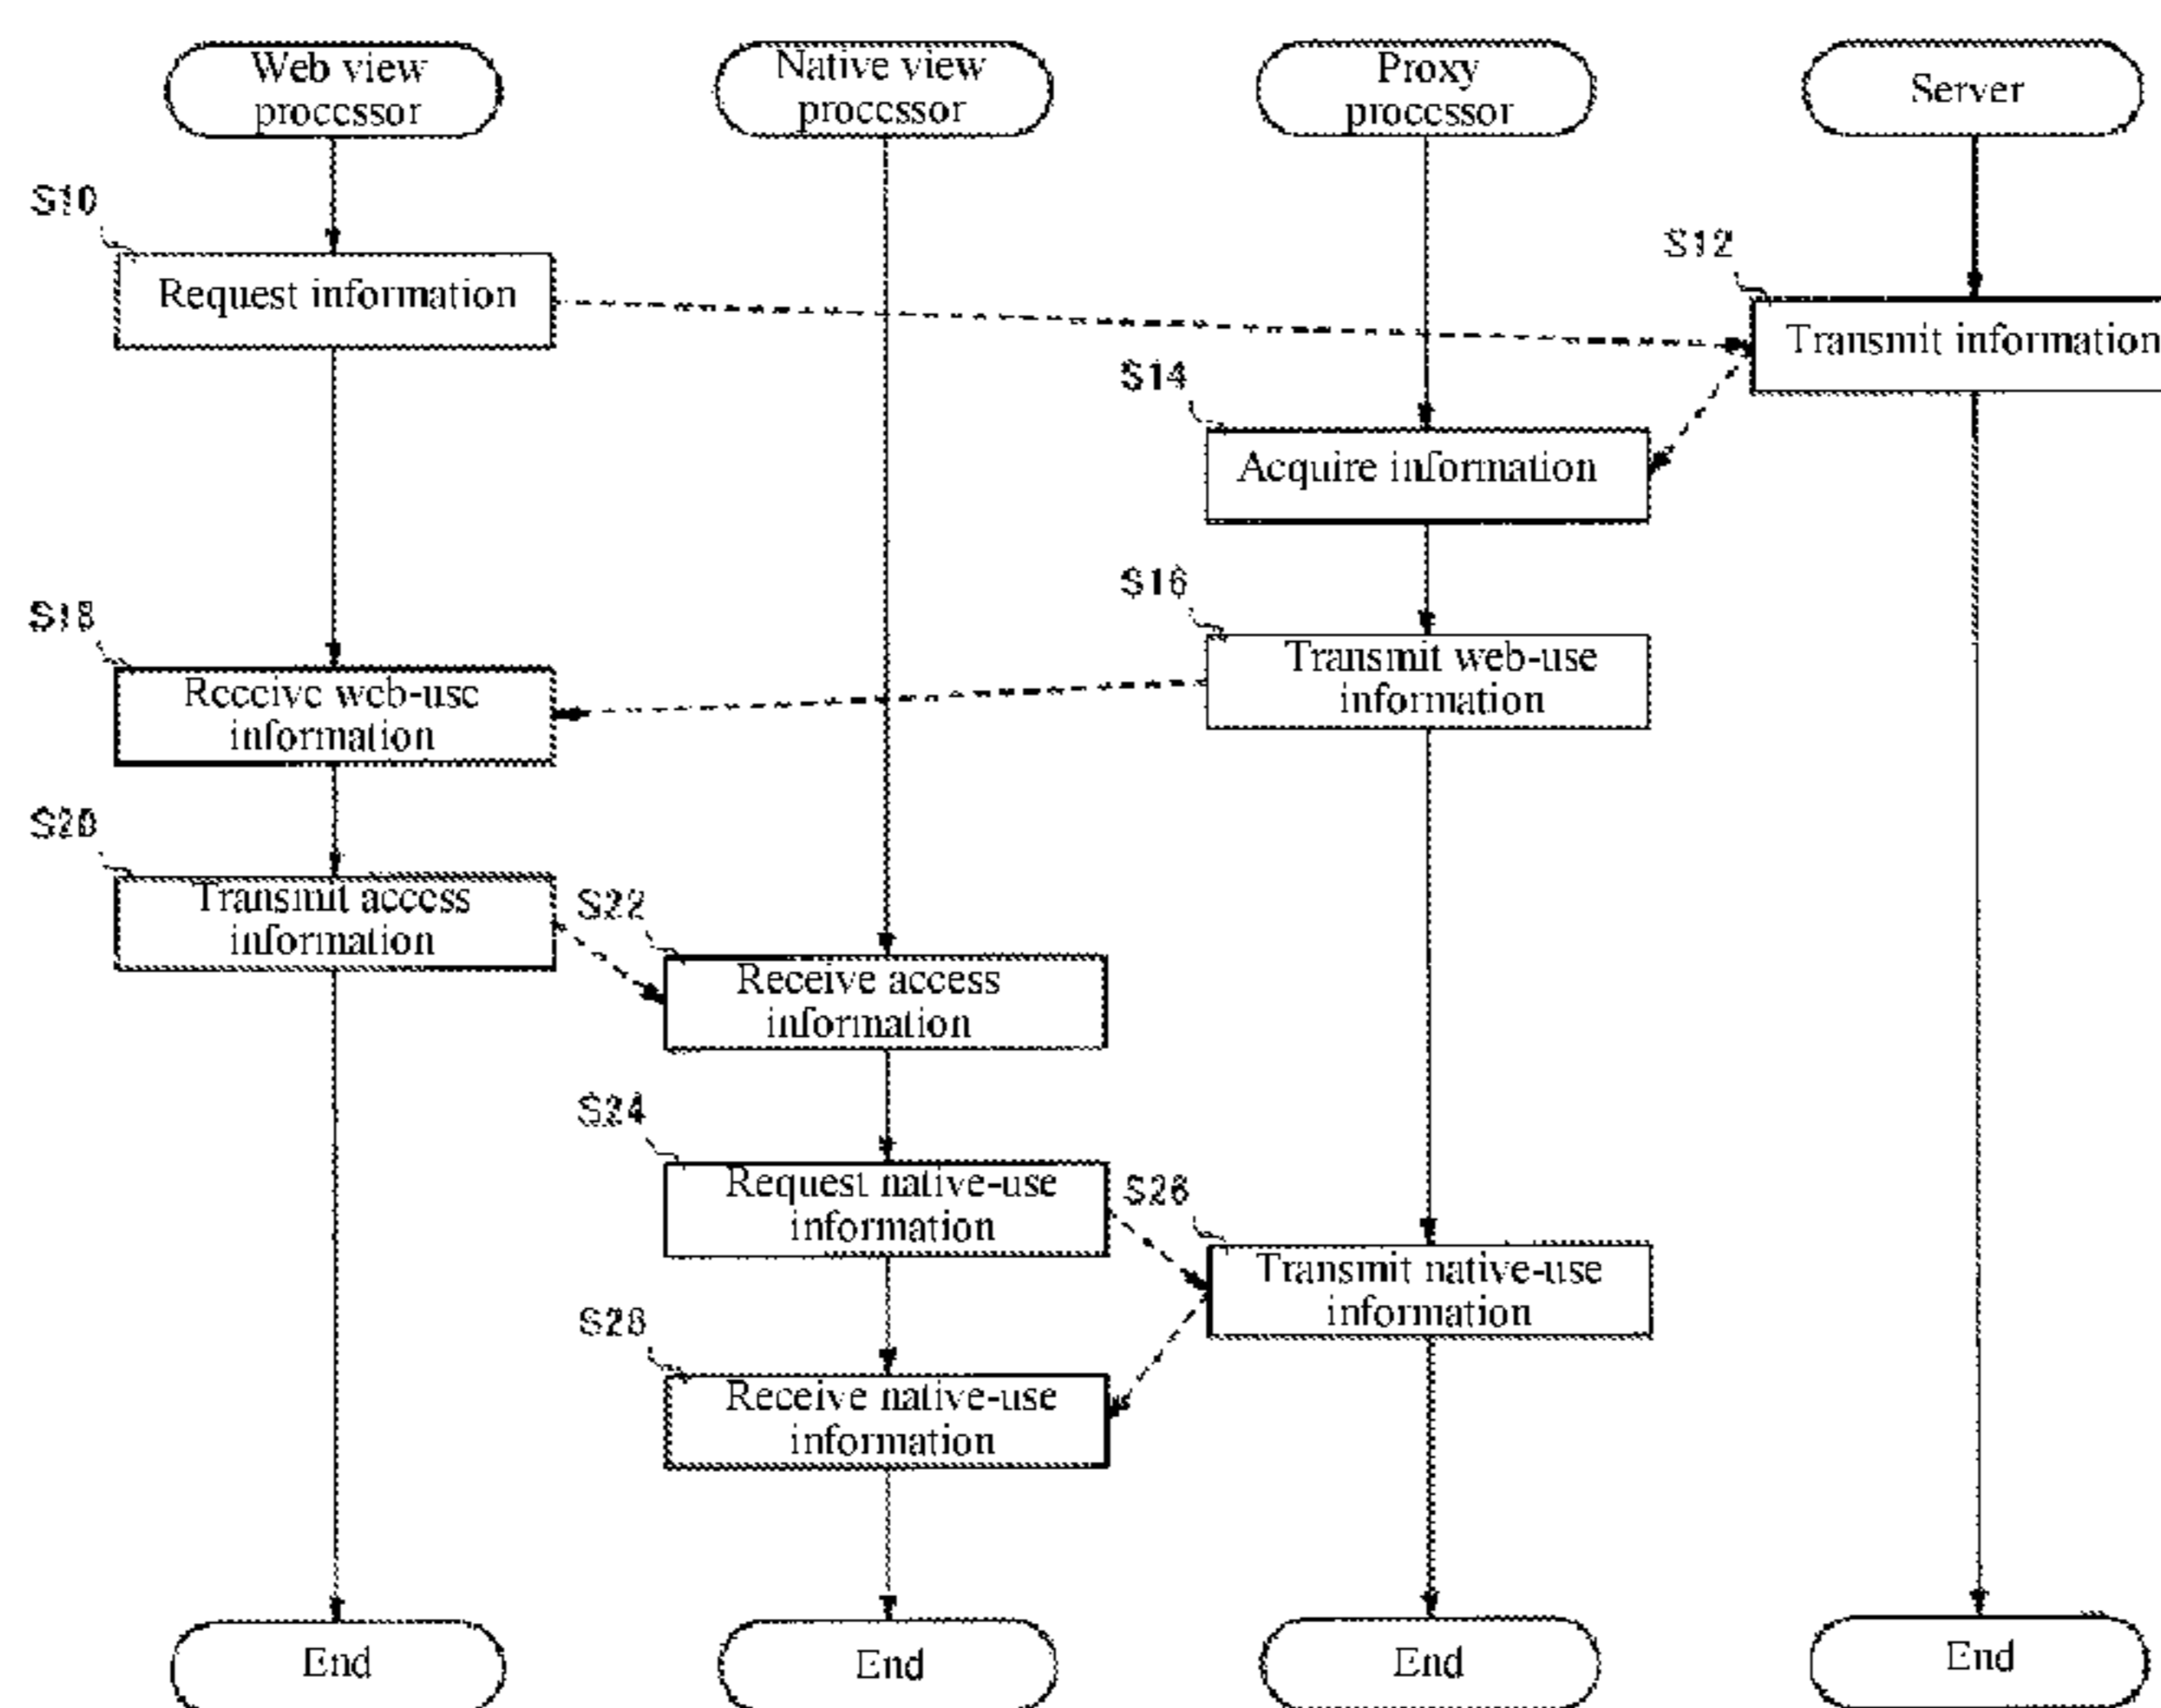 Web view
processor
Native view
processor
Proxy
processor
Server
S10
Request information
S12
Transmit information
S14
Acquire information
S16
Transmit web-use
information
S18
Receive web-use
information
S20
Transmit access
information
S22
Receive access
information
S24
Request native-use
information
S26
Transmit native-use
information
S28
Receive native-use
information
End
End
End
End